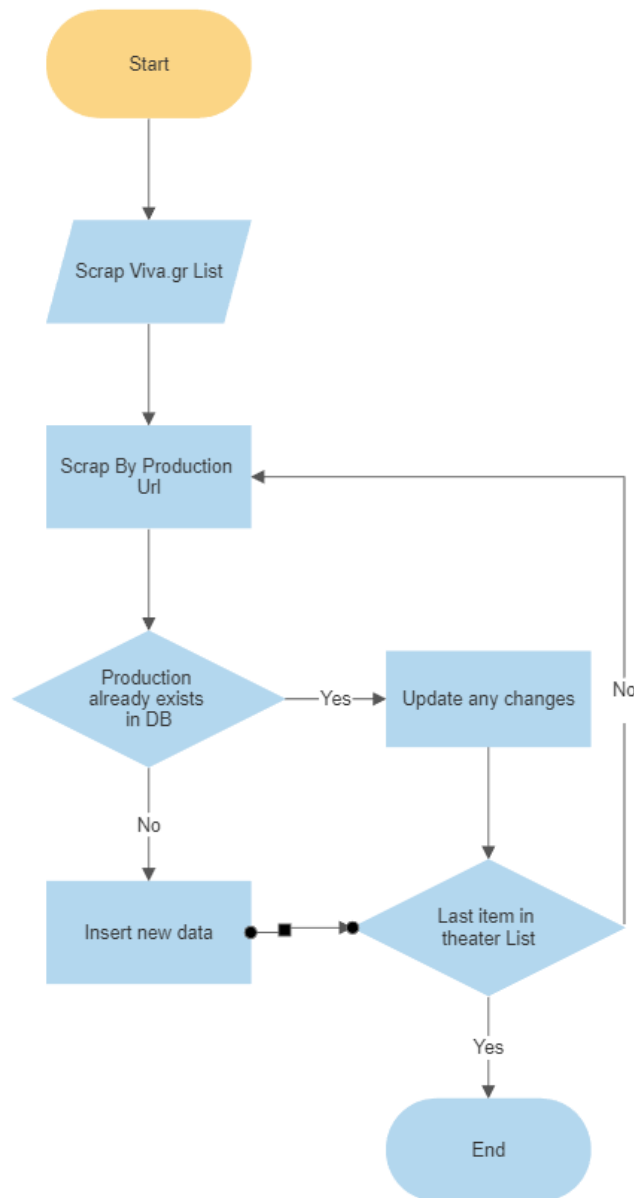 Start
Scrap Viva.gr List
Scrap By Production
Url
Production
already exists
in DB
Yes
Update any changes
No
No
Insert new data
Last item in
theater List
Yes
End